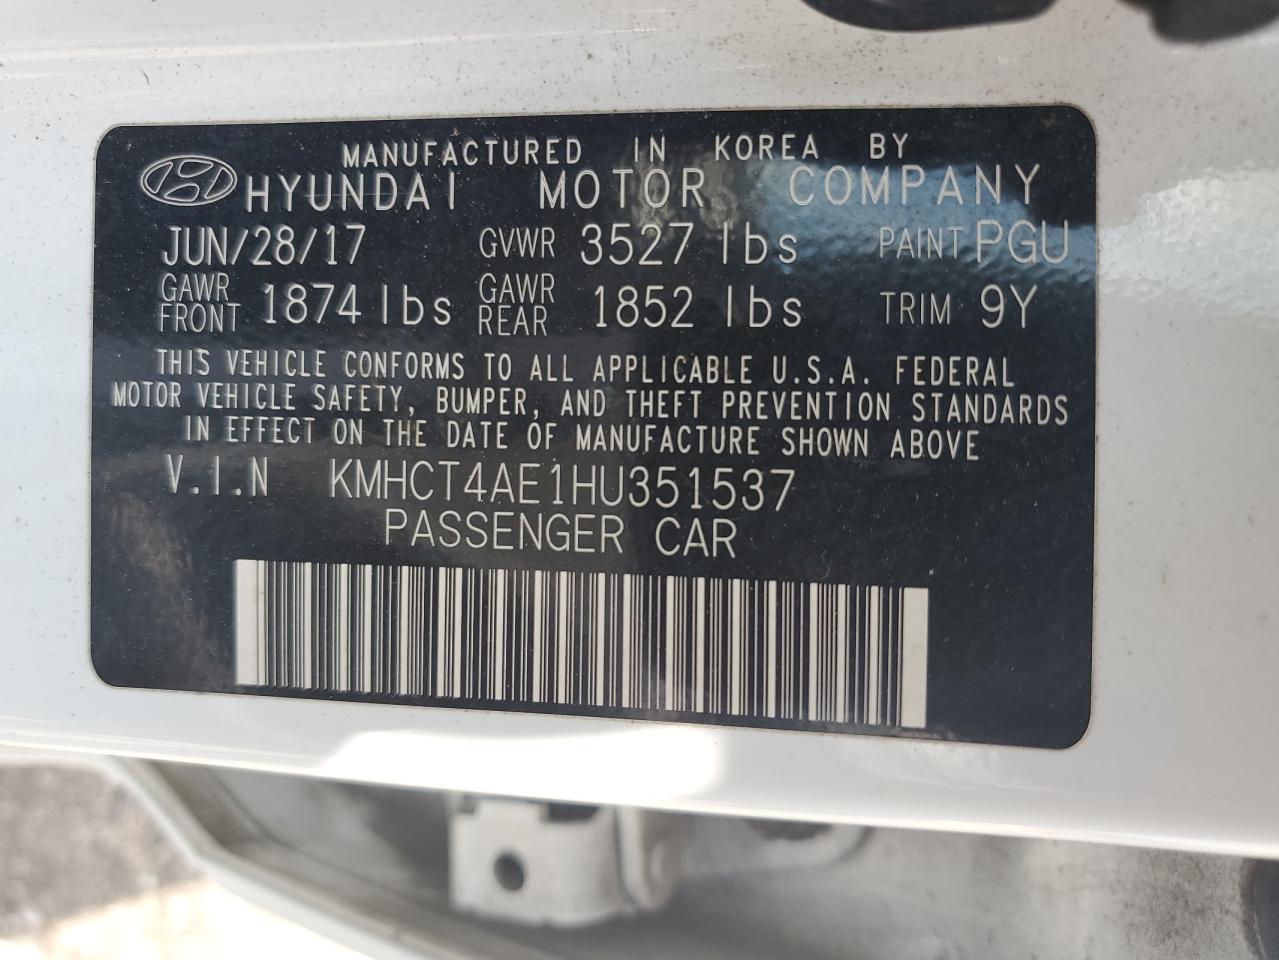 MANUFACTURED IN KOREA BY
HYUNDAI MOTOR COMPANY
JUN/28/17 GVWR 3527 lbs PAINT PGU
GAWR FRONT 1874 lbs GAWR REAR 1852 lbs TRIM 9Y
THIS VEHICLE CONFORMS TO ALL APPLICABLE U.S.A. FEDERAL
MOTOR VEHICLE SAFETY, BUMPER, AND THEFT PREVENTION STANDARDS
IN EFFECT ON THE DATE OF MANUFACTURE SHOWN ABOVE
V.I.N KMHCT4AE1HU351537
PASSENGER CAR